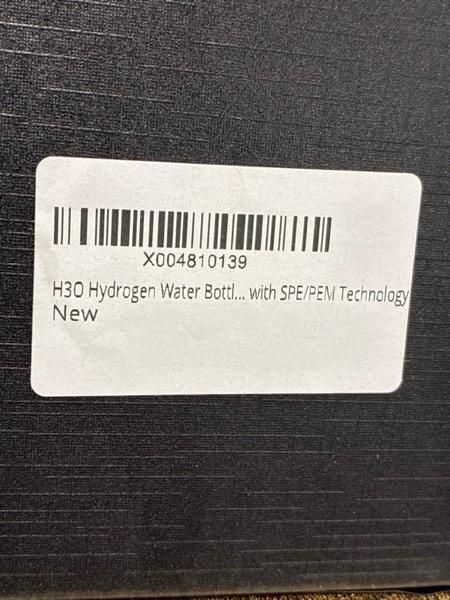 X004810139
H3O Hydrogen Water Bottl... with SPE/PEM Technology
New